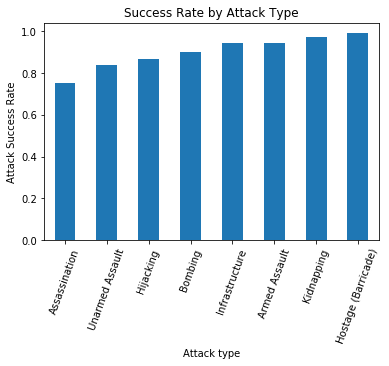 Success Rate by Attack Type
Attack Success Rate
1.0
0.8
0.6
0.4
0.2
0.0
Assassination
Unarmed Assault
Hijacking
Bombing
Infrastructure
Armed Assault
Kidnapping
Hostage (Barricade)
Attack type